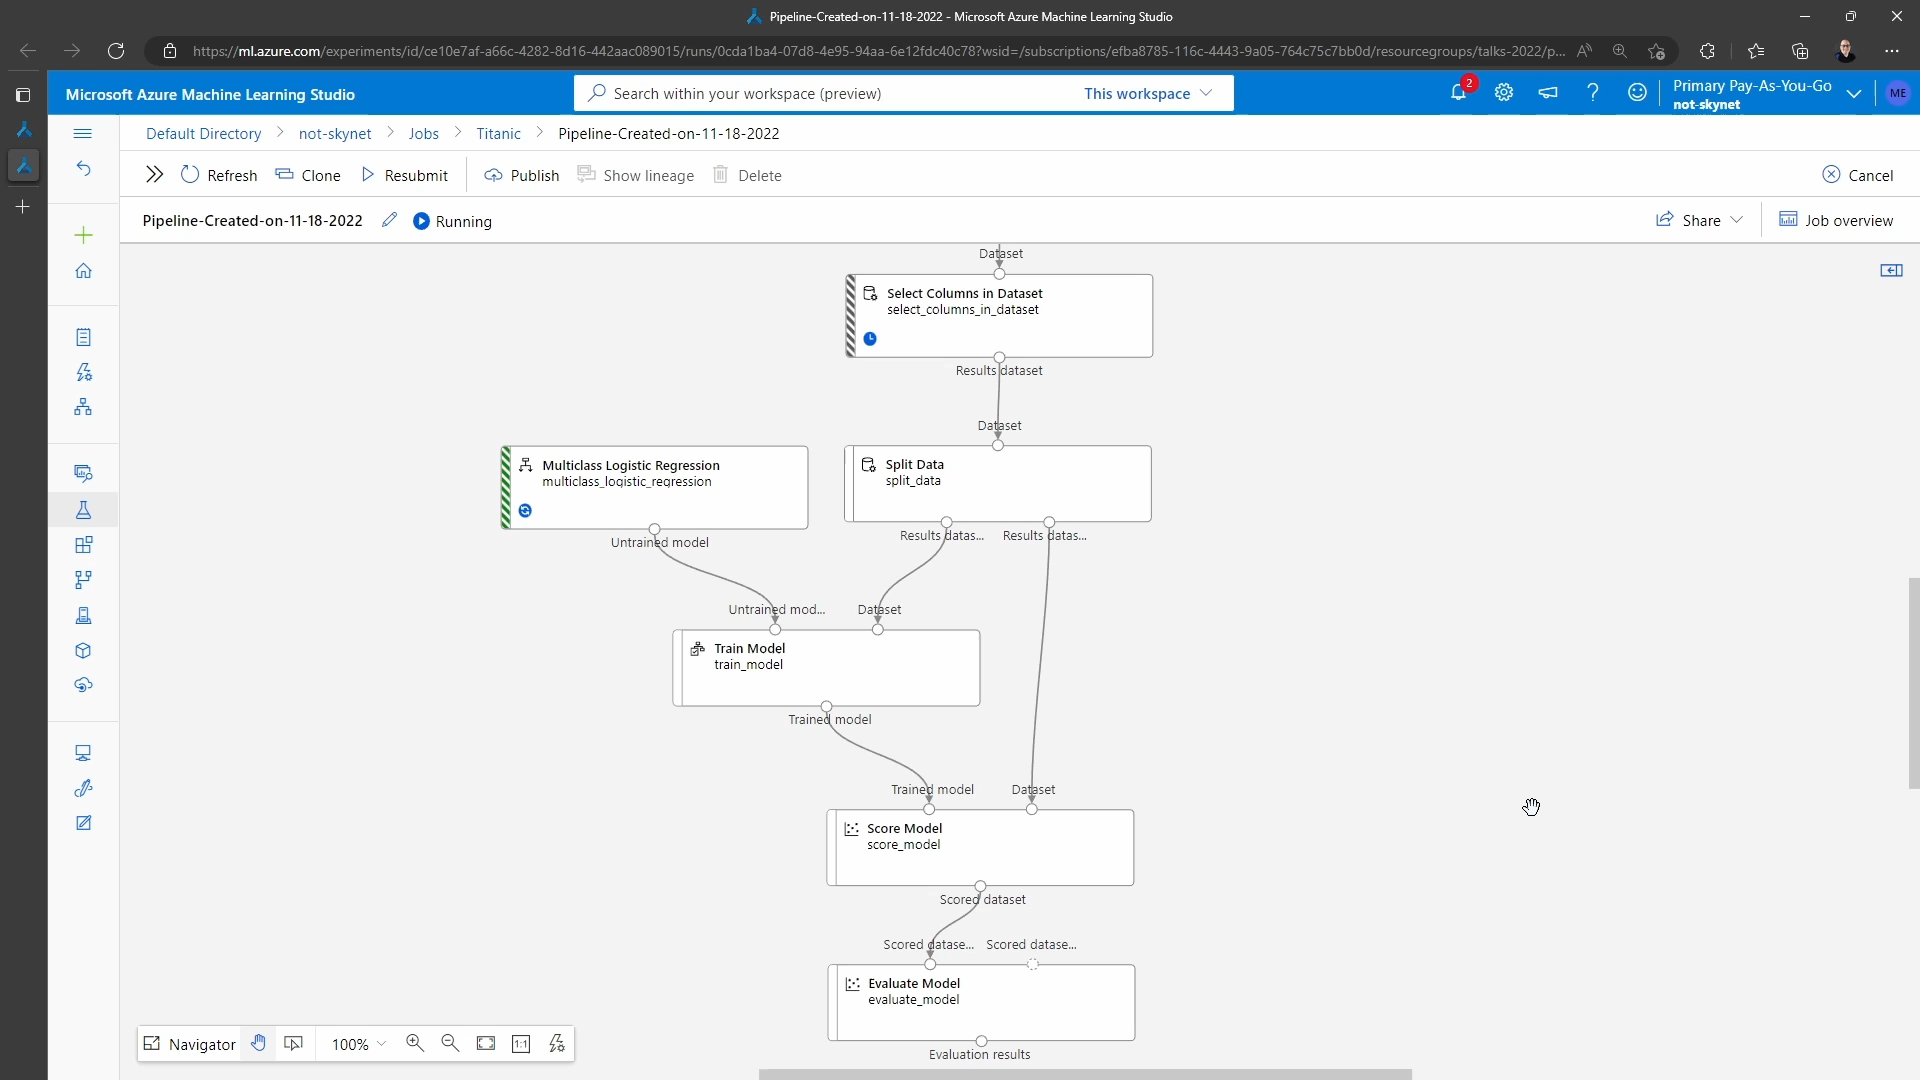 Pipeline-Created-on-11-18-2022 - Microsoft Azure Machine Learning Studio
https://ml.azure.com/experiments/id/ce10e7af-a66c-4282-8d16-442aac089015/runs/0cda1ba4-07d8-4e95-94aa-6e12fdc40c78?wsid=/subscriptions/efba8785-116c-4443-9a05-764c75c7bb0d/resourcegroups/talks-2022/p...
Microsoft Azure Machine Learning Studio
Search within your workspace (preview)
This workspace
2
Primary Pay-As-You-Go
not-skynet
ME
Default Directory > not-skynet > Jobs > Titanic > Pipeline-Created-on-11-18-2022
Refresh
Clone
Resubmit
Publish
Show lineage
Delete
Cancel
Pipeline-Created-on-11-18-2022
Running
Share
Job overview
Dataset
Select Columns in Dataset
select_columns_in_dataset
Results dataset
Dataset
Multiclass Logistic Regression
multiclass_logistic_regression
Split Data
split_data
Untrained model
Results datas...
Results datas...
Untrained mod...
Dataset
Train Model
train_model
Trained model
Trained model
Dataset
Score Model
score_model
Scored dataset
Scored datase...
Scored datase...
Evaluate Model
evaluate_model
Evaluation results
Navigator
100%
1:1